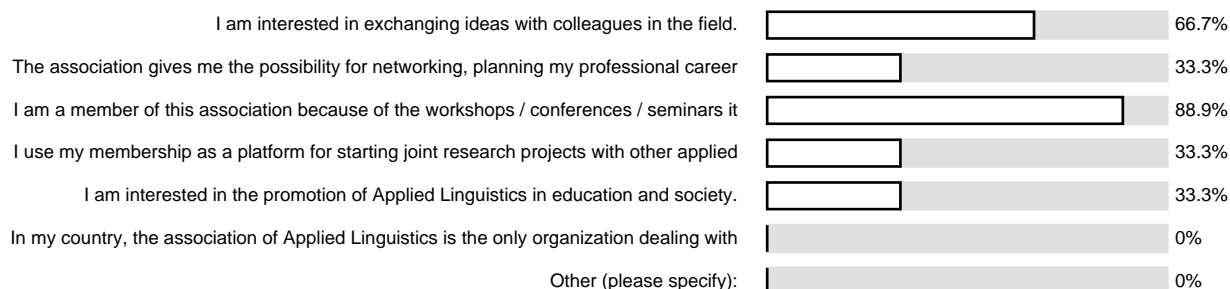 I am interested in exchanging ideas with colleagues in the field. 66.7%
The association gives me the possibility for networking, planning my professional career 33.3%
I am a member of this association because of the workshops / conferences / seminars it 88.9%
I use my membership as a platform for starting joint research projects with other applied 33.3%
I am interested in the promotion of Applied Linguistics in education and society. 33.3%
In my country, the association of Applied Linguistics is the only organization dealing with 0%
Other (please specify): 0%